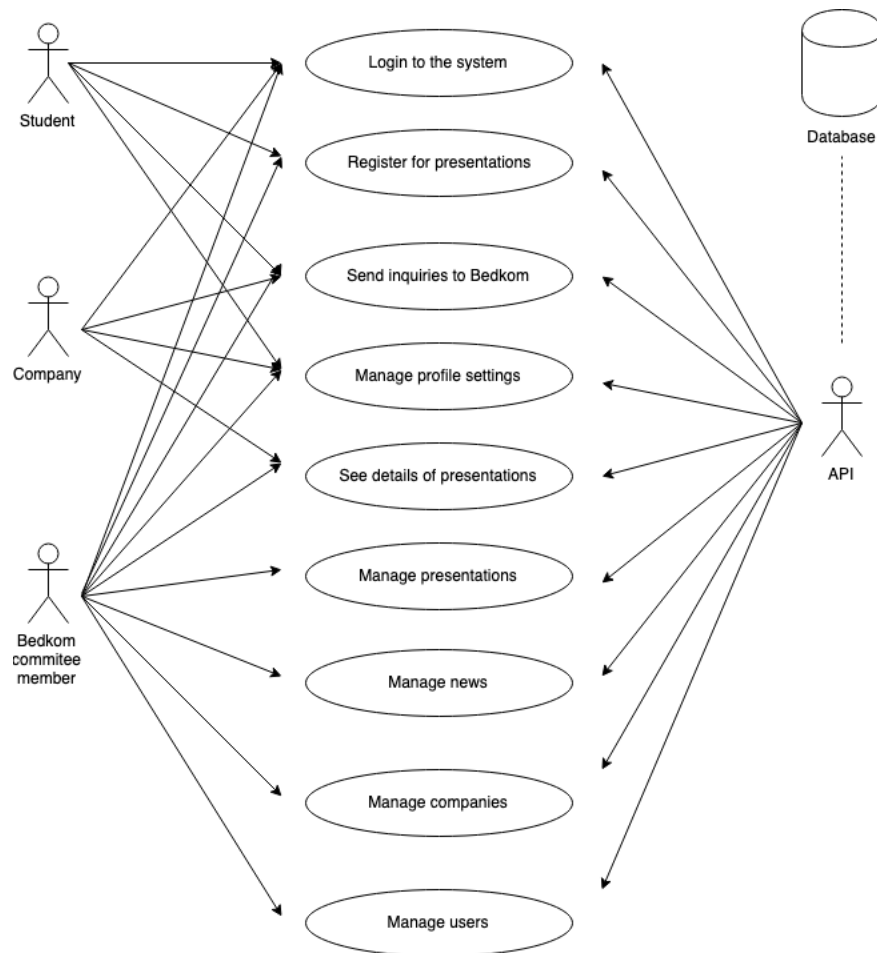 Student
Login to the system
Database
Register for presentations
Send inquiries to Bedkom
Company
Manage profile settings
See details of presentations
API
Manage presentations
Bedkom
commitee
member
Manage news
Manage companies
Manage users